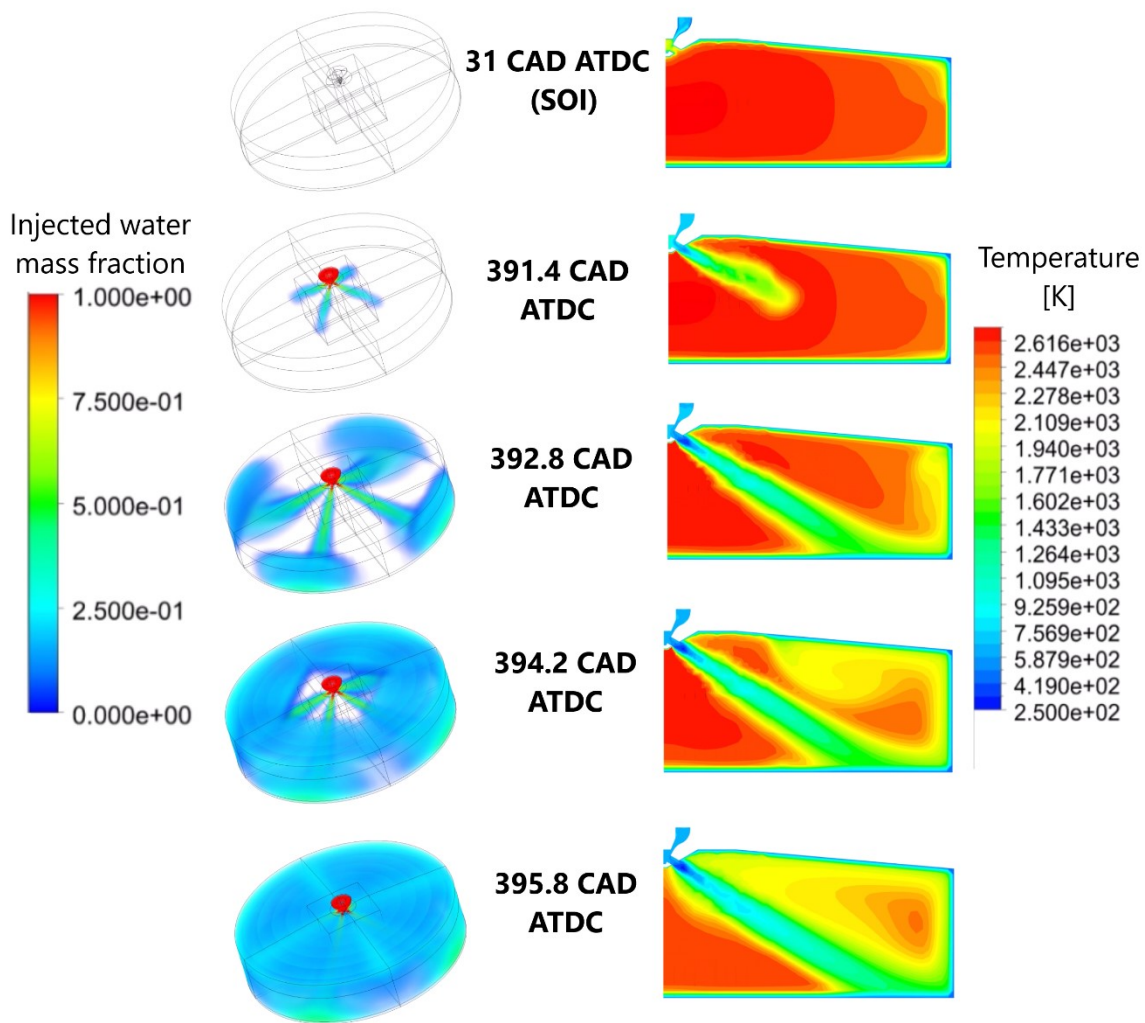 31 CAD ATDC
(SOI)
Injected water
mass fraction
1.000e+00
7.500e-01
5.000e-01
2.500e-01
0.000e+00
391.4 CAD
ATDC
392.8 CAD
ATDC
394.2 CAD
ATDC
395.8 CAD
ATDC
Temperature
[K]
2.616e+03
2.447e+03
2.278e+03
2.109e+03
1.940e+03
1.771e+03
1.602e+03
1.433e+03
1.264e+03
1.095e+03
9.259e+02
7.569e+02
5.879e+02
4.190e+02
2.500e+02